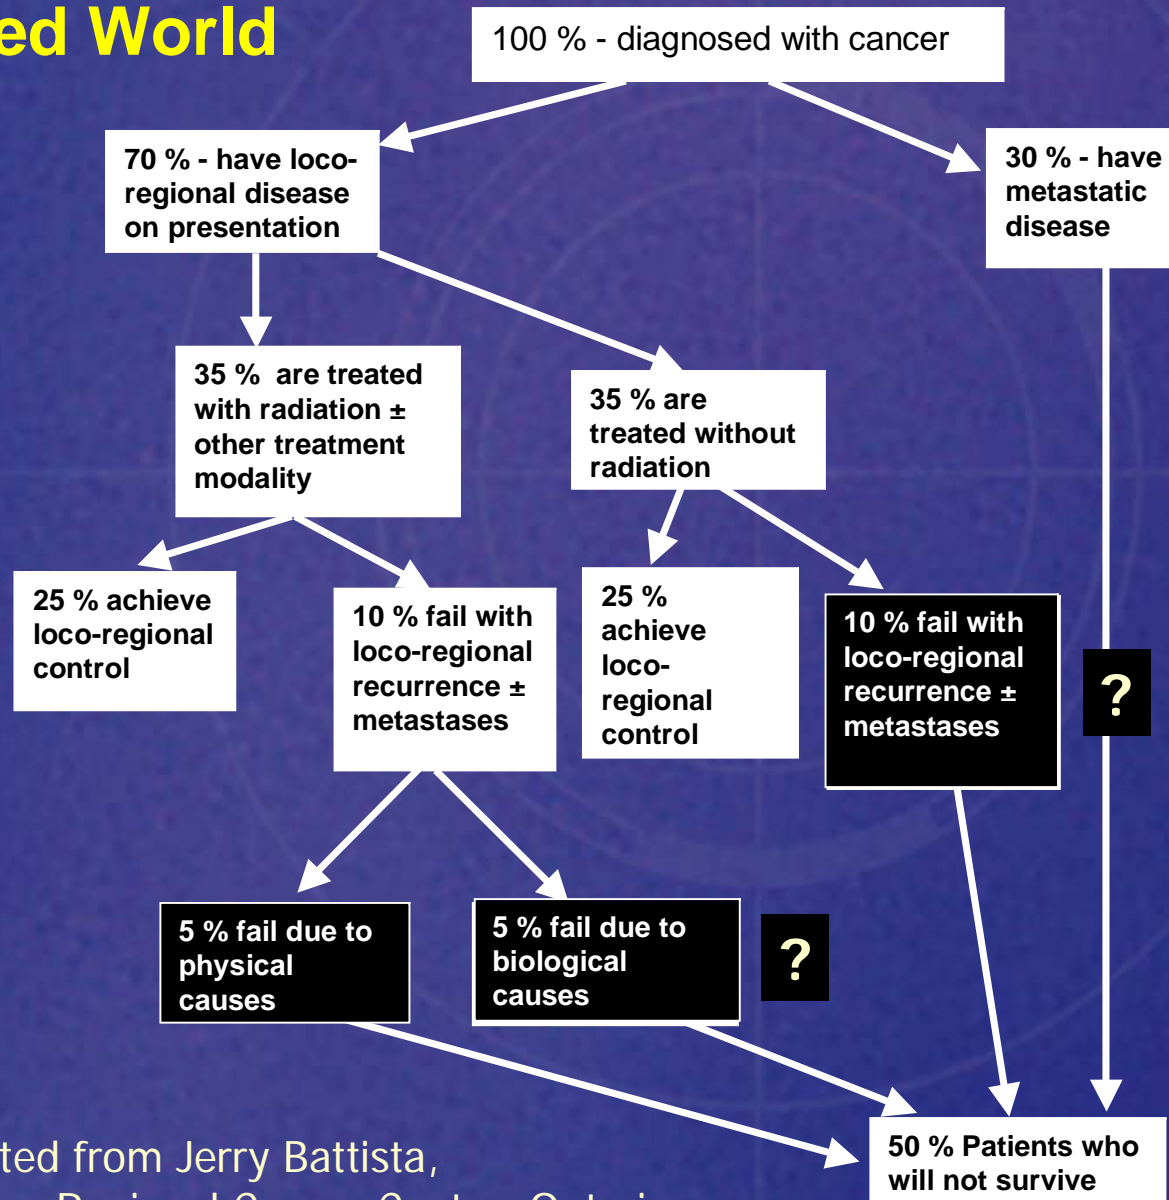 ed World
100 % - diagnosed with cancer
70 % - have loco-
regional disease
on presentation
30 % - have
metastatic
disease
35 %  are treated
with radiation ±
other treatment
modality
35 % are
treated without
radiation
25 % achieve
loco-regional
control
10 % fail with
loco-regional
recurrence ±
metastases
25 %
achieve
loco-
regional
control
10 % fail with
loco-regional
recurrence ±
metastases
?
5 % fail due to
physical
causes
5 % fail due to
biological
causes
?
50 % Patients who
will not survive
ted from Jerry Battista,
Regional Cancer Centre, Ontario